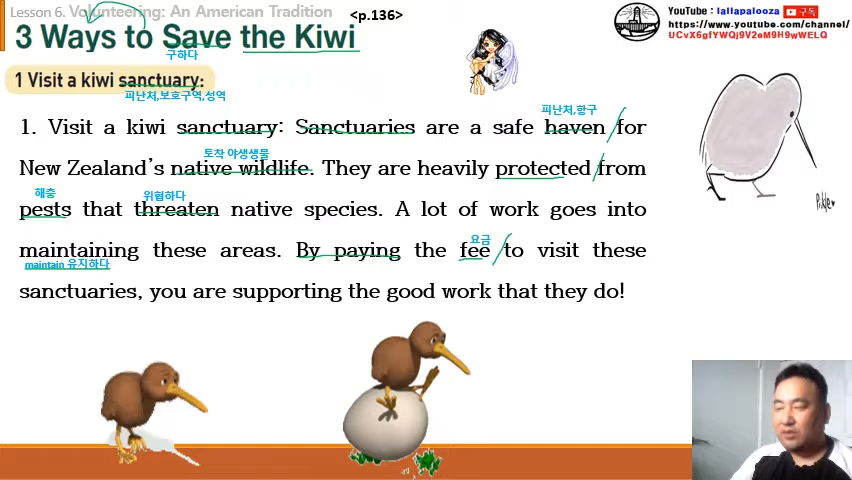 Lesson 6. Volunteering: An American Tradition
<p.136>
YouTube : lallapalooza 구독
https://www.youtube.com/channel/
UCvX6gfYWQj9V2eM9H9wWELQ
3 Ways to Save the Kiwi
구하다
1 Visit a kiwi sanctuary:
피난처,보호구역,성역
피난처,항구
1. Visit a kiwi sanctuary: Sanctuaries are a safe haven for
토착 야생생물
New Zealand's native wildlife. They are heavily protected from
해충 위협하다
pests that threaten native species. A lot of work goes into
요금
maintaining these areas. By paying the fee to visit these
maintain 유지하다
sanctuaries, you are supporting the good work that they do!